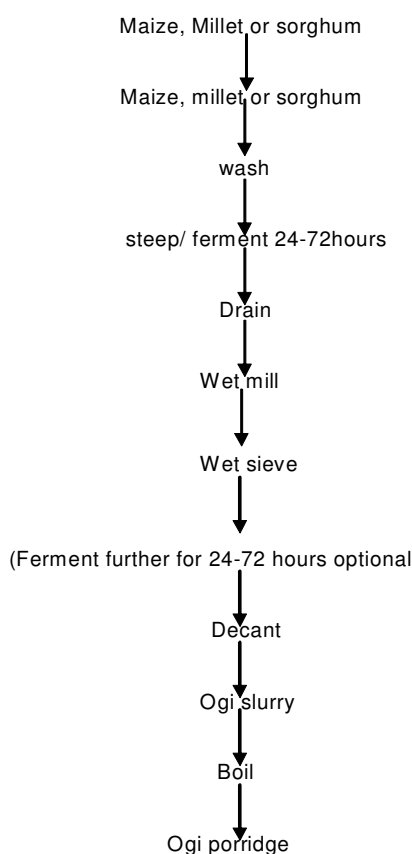 Maize, Millet or sorghum
Maize, millet or sorghum
wash
steep/ ferment 24-72hours
Drain
Wet mill
Wet sieve
(Ferment further for 24-72 hours optional
Decant
Ogi slurry
Boil
Ogi porridge